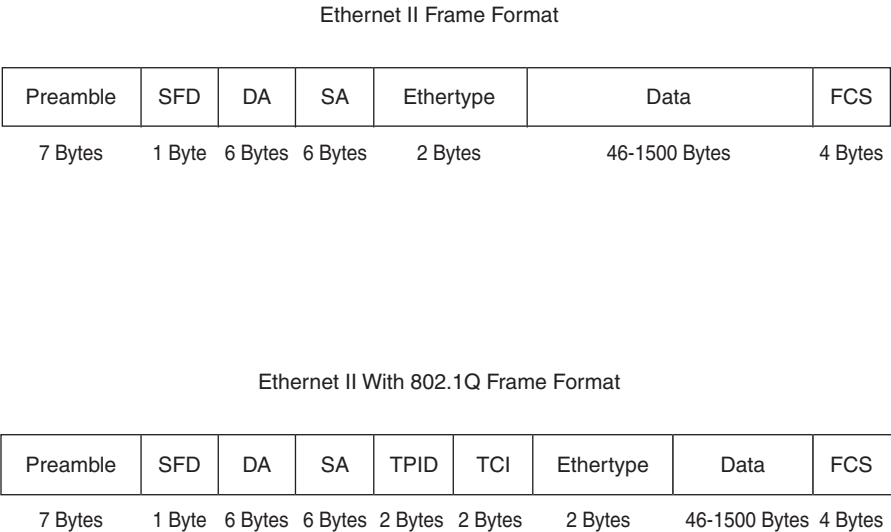 Ethernet II Frame Format
Preamble SFD DA SA Ethertype Data FCS
7 Bytes 1 Byte 6 Bytes 6 Bytes 2 Bytes 46-1500 Bytes 4 Bytes
Ethernet II With 802.1Q Frame Format
Preamble SFD DA SA TPID TCI Ethertype Data FCS
7 Bytes 1 Byte 6 Bytes 6 Bytes 2 Bytes 2 Bytes 2 Bytes 46-1500 Bytes 4 Bytes